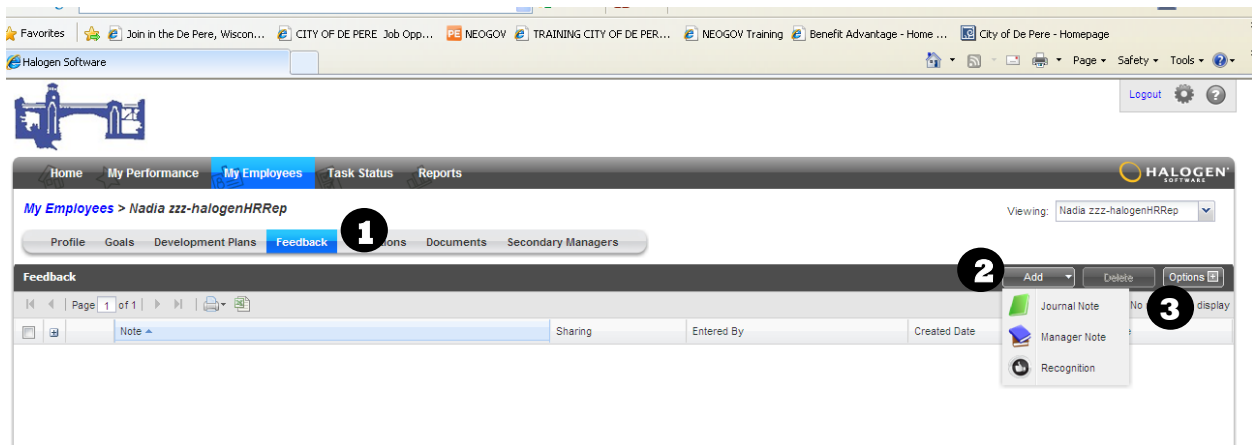 Favorites Join in the De Pere, Wiscon... CITY OF DE PERE Job Opp... PE NEOGOV TRAINING CITY OF DE PER... NEOGOV Training Benefit Advantage - Home ... City of De Pere - Homepage
Halogen Software Page Safety Tools
Logout
Home My Performance My Employees Task Status Reports HALOGEN
SOFTWARE
My Employees > Nadia zzz-halogenHRRep Viewing: Nadia zzz-halogenHRRep
Profile Goals Development Plans Feedback 1 ons Documents Secondary Managers
Feedback 2 Add Delete Options
Page 1 of 1 Journal Note No 3 display
Note Sharing Entered By Created Date
Manager Note
Recognition